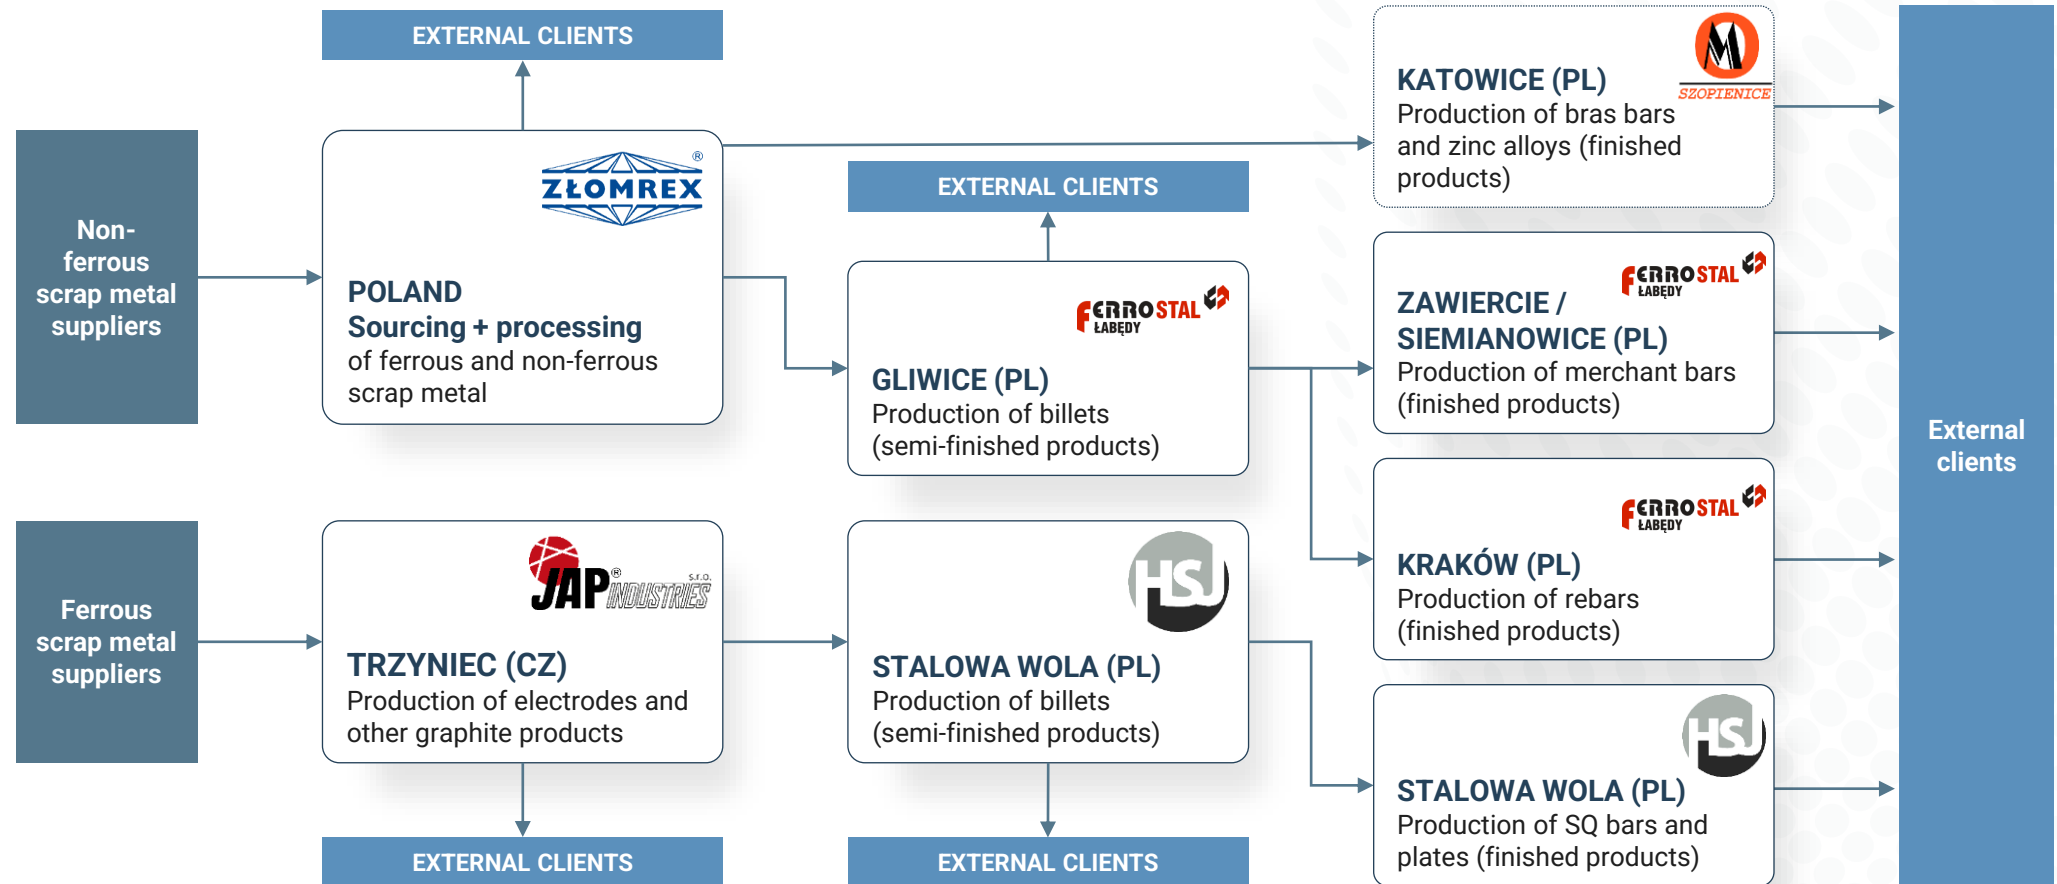 EXTERNAL CLIENTS
Non-
ferrous
scrap metal
suppliers
ZŁOMREX
®
POLAND
Sourcing + processing
of ferrous and non-ferrous
scrap metal
EXTERNAL CLIENTS
FERROSTAL
ŁABĘDY
GLIWICE (PL)
Production of billets
(semi-finished products)
SZOPIENICE
KATOWICE (PL)
Production of bras bars
and zinc alloys (finished
products)
FERROSTAL
ŁABĘDY
ZAWIERCIE /
SIEMIANOWICE (PL)
Production of merchant bars
(finished products)
FERROSTAL
ŁABĘDY
KRAKÓW (PL)
Production of rebars
(finished products)
Ferrous
scrap metal
suppliers
JAP® INDUSTRIES s.r.o.
TRZYNIEC (CZ)
Production of electrodes and
other graphite products
EXTERNAL CLIENTS
HSJ
STALOWA WOLA (PL)
Production of billets
(semi-finished products)
EXTERNAL CLIENTS
HSJ
STALOWA WOLA (PL)
Production of SQ bars and
plates (finished products)
External
clients